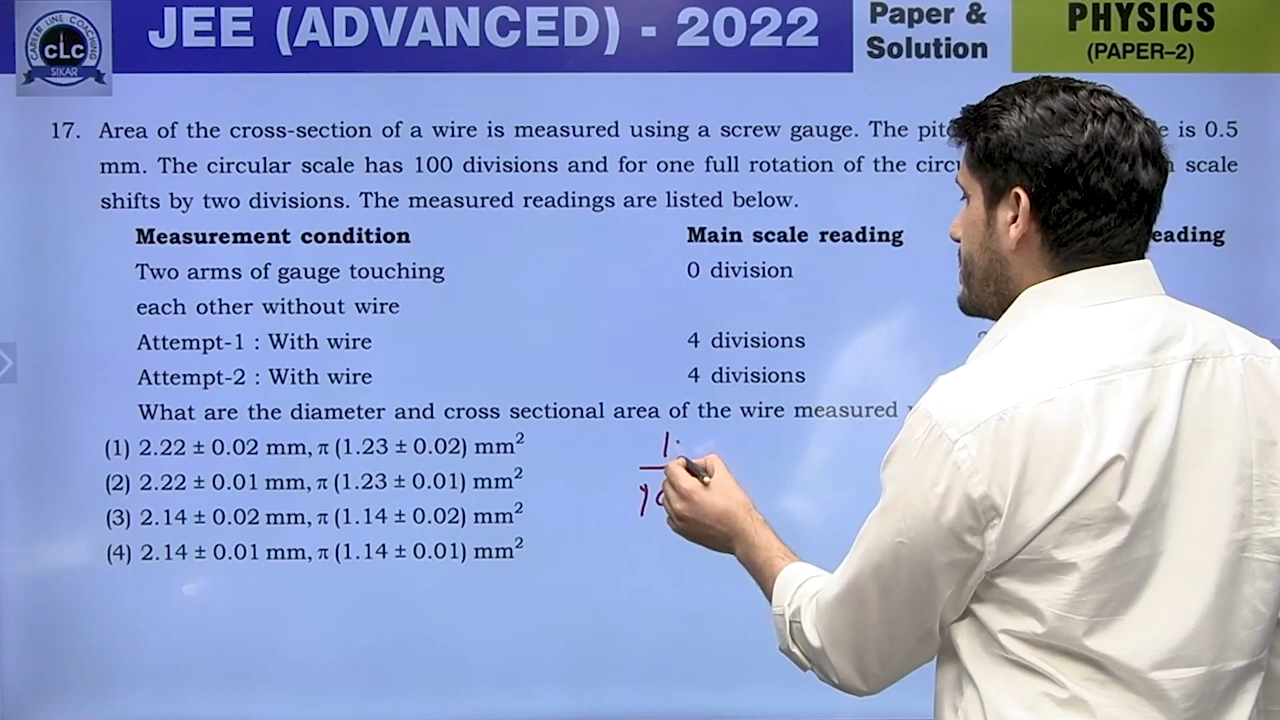 CAREER LINE COACHING
CLC
SIKAR
JEE (ADVANCED) - 2022
Paper &
Solution
PHYSICS
(PAPER–2)
17. Area of the cross-section of a wire is measured using a screw gauge. The is 0.5
mm. The circular scale has 100 divisions and for one full rotation of the scale
shifts by two divisions. The measured readings are listed below.
Measurement condition Main scale reading
Two arms of gauge touching 0 division
each other without wire
Attempt-1 : With wire 4 divisions
Attempt-2 : With wire 4 divisions
What are the diameter and cross sectional area of the wire measured
(1) 2.22 ± 0.02 mm, π (1.23 ± 0.02) mm²
(2) 2.22 ± 0.01 mm, π (1.23 ± 0.01) mm²
(3) 2.14 ± 0.02 mm, π (1.14 ± 0.02) mm²
(4) 2.14 ± 0.01 mm, π (1.14 ± 0.01) mm²